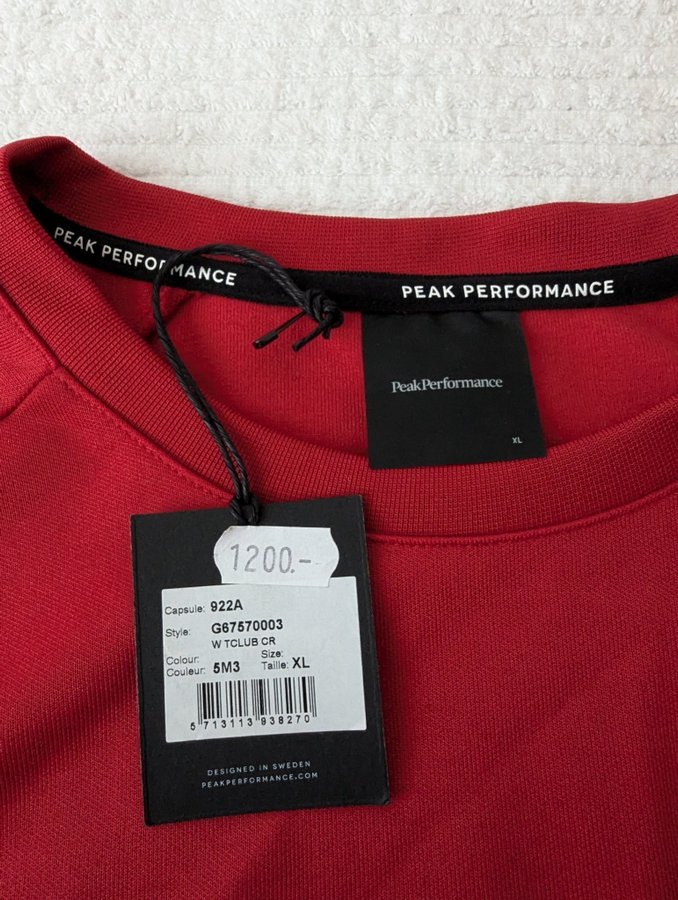 PEAK PERFORMANCE
PEAK PERFORMANCE
PeakPerformance
XL
1200.-
Capsule: 922A
Style: G67570003
W TCLUB CR
Colour: Size:
Couleur: 5M3 Taille: XL
5 713113 938270
DESIGNED IN SWEDEN
PEAKPERFORMANCE.COM